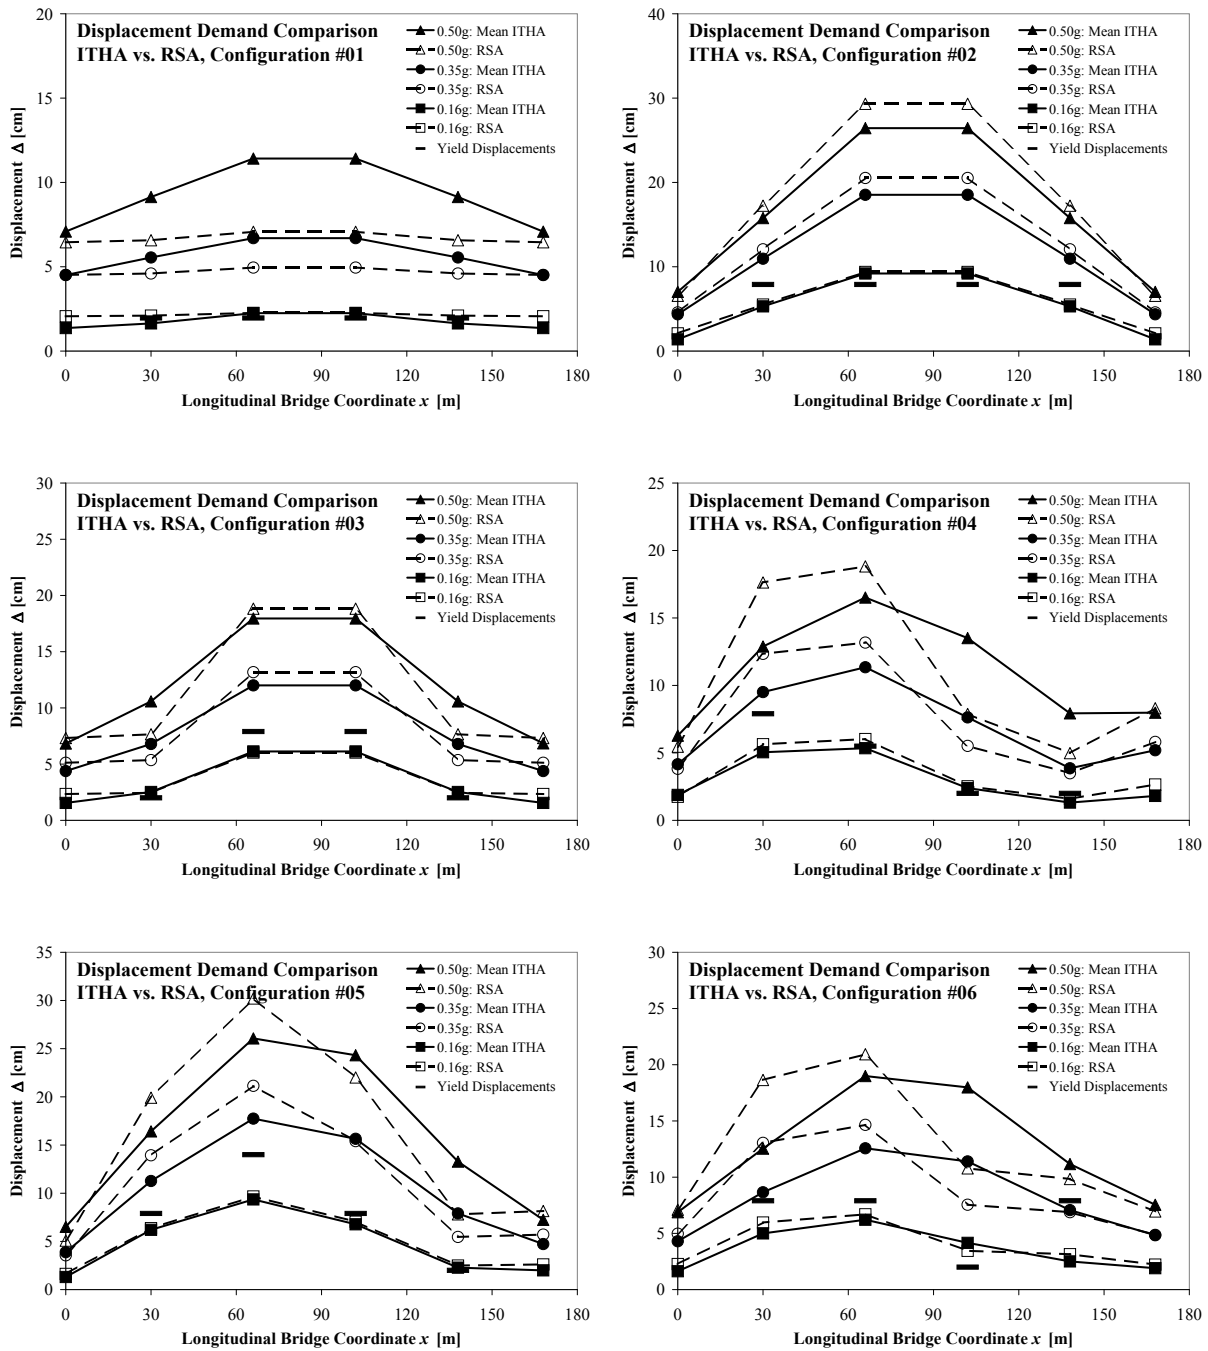 Displacement Demand Comparison
ITHA vs. RSA, Configuration #01
0.50g: Mean ITHA
0.50g: RSA
0.35g: Mean ITHA
0.35g: RSA
0.16g: Mean ITHA
0.16g: RSA
Yield Displacements
20
15
10
5
0
Displacement Δ [cm]
0 30 60 90 120 150 180
Longitudinal Bridge Coordinate x [m]
Displacement Demand Comparison
ITHA vs. RSA, Configuration #02
0.50g: Mean ITHA
0.50g: RSA
0.35g: Mean ITHA
0.35g: RSA
0.16g: Mean ITHA
0.16g: RSA
Yield Displacements
40
30
20
10
0
Displacement Δ [cm]
0 30 60 90 120 150 180
Longitudinal Bridge Coordinate x [m]
Displacement Demand Comparison
ITHA vs. RSA, Configuration #03
0.50g: Mean ITHA
0.50g: RSA
0.35g: Mean ITHA
0.35g: RSA
0.16g: Mean ITHA
0.16g: RSA
Yield Displacements
30
25
20
15
10
5
0
Displacement Δ [cm]
0 30 60 90 120 150 180
Longitudinal Bridge Coordinate x [m]
Displacement Demand Comparison
ITHA vs. RSA, Configuration #04
0.50g: Mean ITHA
0.50g: RSA
0.35g: Mean ITHA
0.35g: RSA
0.16g: Mean ITHA
0.16g: RSA
Yield Displacements
25
20
15
10
5
0
Displacement Δ [cm]
0 30 60 90 120 150 180
Longitudinal Bridge Coordinate x [m]
Displacement Demand Comparison
ITHA vs. RSA, Configuration #05
0.50g: Mean ITHA
0.50g: RSA
0.35g: Mean ITHA
0.35g: RSA
0.16g: Mean ITHA
0.16g: RSA
Yield Displacements
35
30
25
20
15
10
5
0
Displacement Δ [cm]
0 30 60 90 120 150 180
Longitudinal Bridge Coordinate x [m]
Displacement Demand Comparison
ITHA vs. RSA, Configuration #06
0.50g: Mean ITHA
0.50g: RSA
0.35g: Mean ITHA
0.35g: RSA
0.16g: Mean ITHA
0.16g: RSA
Yield Displacements
30
25
20
15
10
5
0
Displacement Δ [cm]
0 30 60 90 120 150 180
Longitudinal Bridge Coordinate x [m]